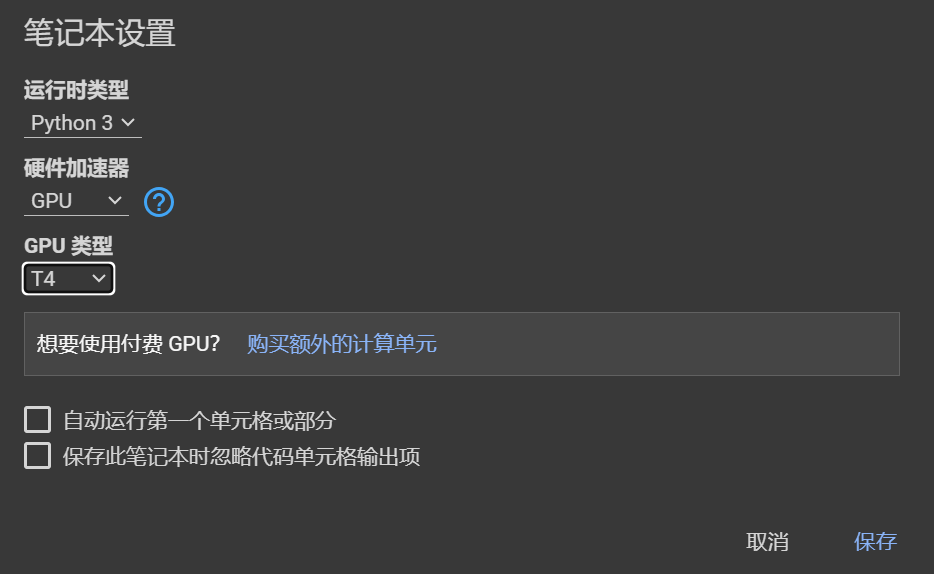 笔记本设置
运行时类型
Python 3
硬件加速器
GPU
?
GPU 类型
T4
想要使用付费 GPU? 购买额外的计算单元
自动运行第一个单元格或部分
保存此笔记本时忽略代码单元格输出项
取消 保存